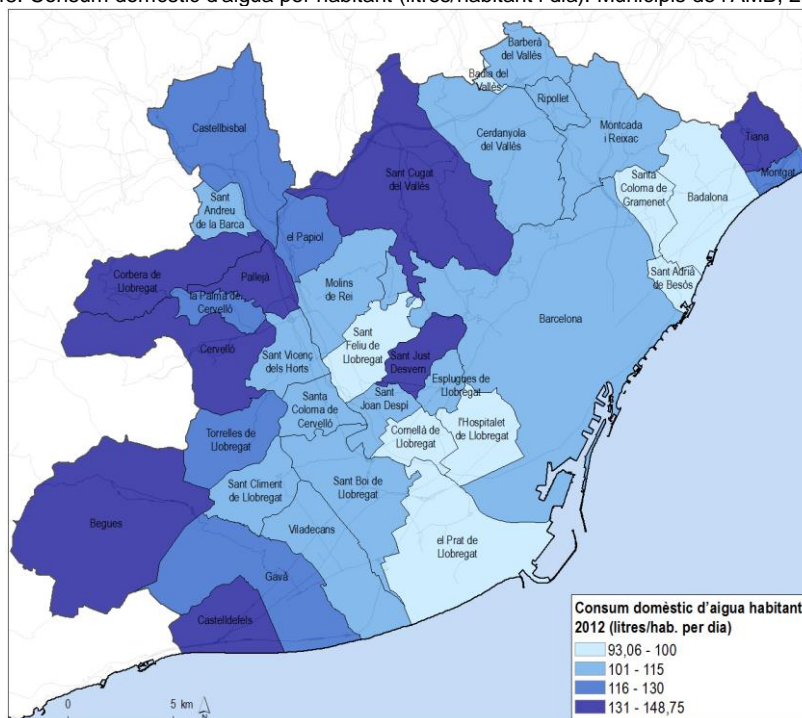 Consum domèstic d'aigua per habitant (litres/habitant i dia). Municipis de l'AMB,
Barberà
del Vallès
Badia del
Vallès
Ripollet
Castellbisbal
Cerdanyola
del Vallès
Montcada
i Reixac
Tiana
Montgat
Sant Cugat
del Vallès
Santa
Coloma de
Gramenet
Badalona
Sant
Andreu
de la Barca
el Papiol
Sant Adrià
de Besòs
Corbera de
Llobregat
Pallejà
Molins
de Rei
la Palma de
Cervelló
Barcelona
Cervelló
Sant Vicenç
dels Horts
Sant
Feliu de
Llobregat
Sant Just
Desvern
Esplugues de
Llobregat
Santa
Coloma de
Cervelló
Sant
Joan Despí
Torrelles de
Llobregat
Cornellà de
Llobregat
l'Hospitalet
de Llobregat
Sant Climent
de Llobregat
Sant Boi de
Llobregat
Begues
Viladecans
el Prat de
Llobregat
Gavà
Castelldefels
Consum domèstic d'aigua habitant
2012 (litres/hab. per dia)
93,06 - 100
101 - 115
116 - 130
131 - 148,75
0 5 km
N